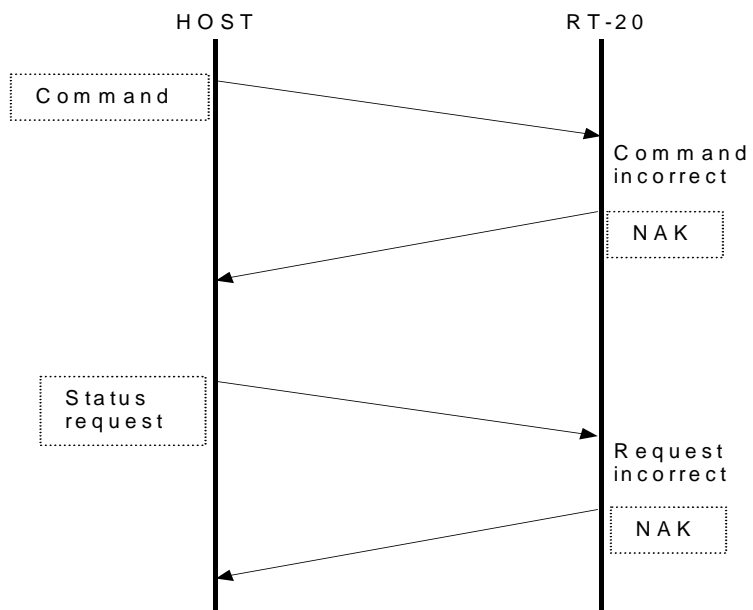 HOST
RT-20
Command
Command
incorrect
NAK
Status
request
Request
incorrect
NAK